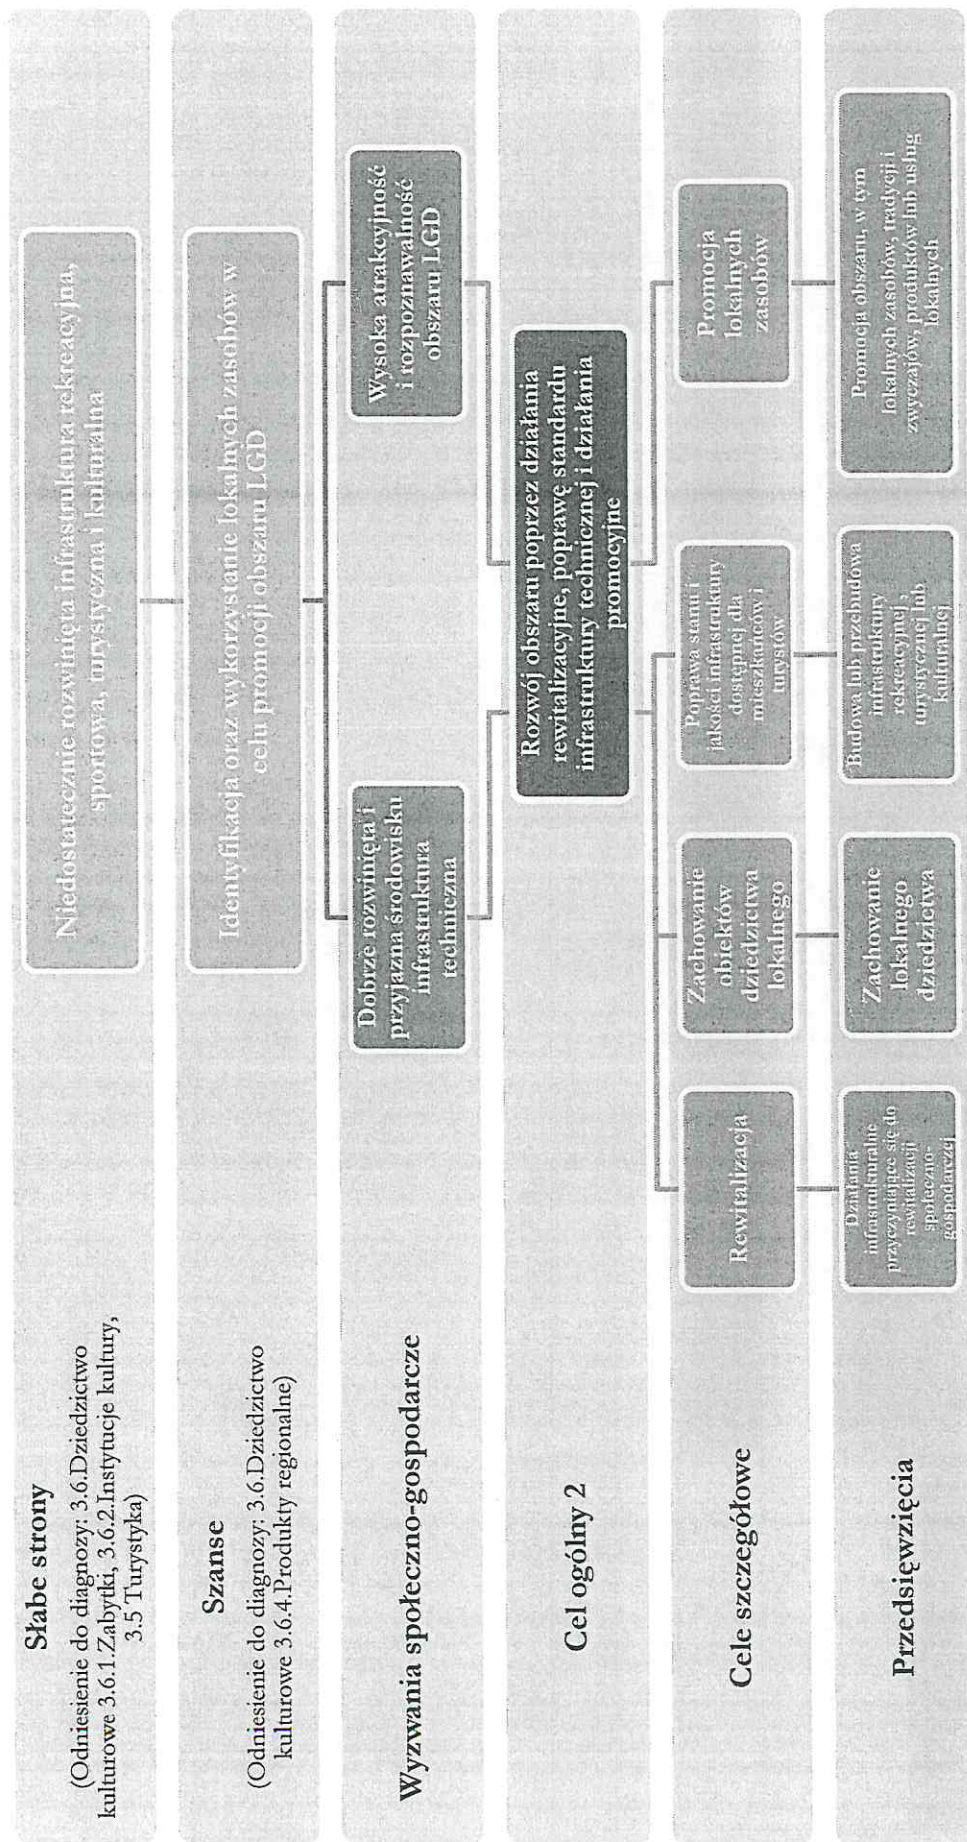 Słabe strony
(Odniesienie do diagnozy: 3.6.Dziedzictwo
kulturowe 3.6.1.Zabytki, 3.6.2.Instytucje kultury,
3.5 Turystyka)
Niedostatecznie rozwinięta infrastruktura rekreacyjna,
sportowa, turystyczna i kulturalna
Szanse
(Odniesienie do diagnozy: 3.6.Dziedzictwo
kulturowe 3.6.4.Produkty regionalne)
Identyfikacja oraz wykorzystanie lokalnych zasobów w
celu promocji obszaru LGD
Wyzwania społeczno-gospodarcze
Dobrze rozwinięta i
przyjazna środowisku
infrastruktura
techniczna
Wysoka atrakcyjność
i rozpoznawalność
obszaru LGD
Cel ogólny 2
Rozwój obszaru poprzez działania
rewitalizacyjne, poprawę standardu
infrastruktury technicznej i działania
promocyjne
Cele szczegółowe
Rewitalizacja
Zachowanie
obiektów
dziedzictwa
lokalnego
Poprawa stanu i
jakości infrastruktury
dostępnej dla
mieszkańców i
turystów
Promocja
lokalnych
zasobów
Przedsięwzięcia
Działania
infrastrukturalne
przyczyniające się do
rewitalizacji
społeczno-
gospodarczej
Zachowanie
lokalnego
dziedzictwa
Budowa lub przebudowa
infrastruktury
rekreacyjnej ,
turystycznej lub
kulturalnej
Promocja obszaru, w tym
lokalnych zasobów, tradycji i
zwyczajów, produktów lub usług
lokalnych